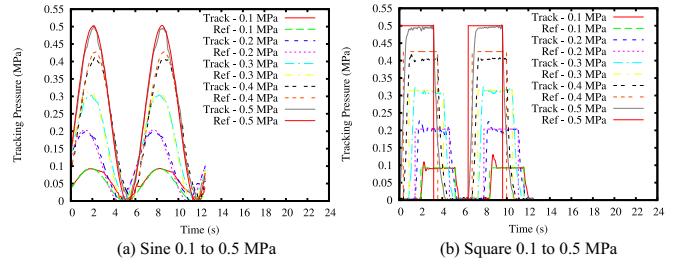 Tracking Pressure (MPa)
0.55
0.5
0.45
0.4
0.35
0.3
0.25
0.2
0.15
0.1
0.05
0
0 2 4 6 8 10 12 14 16 18 20 22 24
Time (s)
Track - 0.1 MPa
Ref - 0.1 MPa
Track - 0.2 MPa
Ref - 0.2 MPa
Track - 0.3 MPa
Ref - 0.3 MPa
Track - 0.4 MPa
Ref - 0.4 MPa
Track - 0.5 MPa
Ref - 0.5 MPa
(a) Sine 0.1 to 0.5 MPa
Tracking Pressure (MPa)
0.55
0.5
0.45
0.4
0.35
0.3
0.25
0.2
0.15
0.1
0.05
0
0 2 4 6 8 10 12 14 16 18 20 22 24
Time (s)
Track - 0.1 MPa
Ref - 0.1 MPa
Track - 0.2 MPa
Ref - 0.2 MPa
Track - 0.3 MPa
Ref - 0.3 MPa
Track - 0.4 MPa
Ref - 0.4 MPa
Track - 0.5 MPa
Ref - 0.5 MPa
(b) Square 0.1 to 0.5 MPa